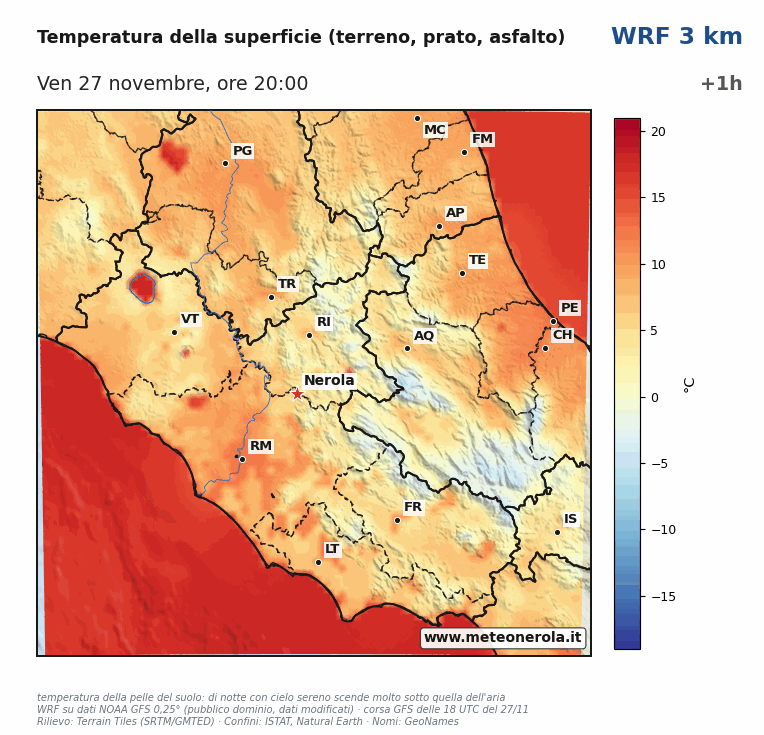 Temperatura della superficie (terreno, prato, asfalto)
WRF 3 km
Ven 27 novembre, ore 20:00
+1h
MC
FM
PG
AP
TE
TR
PE
VT
RI
AQ
CH
Nerola
RM
FR
IS
LT
www.meteonerola.it
20
15
10
5
0
−5
−10
−15
°C
temperatura della pelle del suolo: di notte con cielo sereno scende molto sotto quella dell'aria
WRF su dati NOAA GFS 0,25° (pubblico dominio, dati modificati) · corsa GFS delle 18 UTC del 27/11
Rilievo: Terrain Tiles (SRTM/GMTED) · Confini: ISTAT, Natural Earth · Nomi: GeoNames